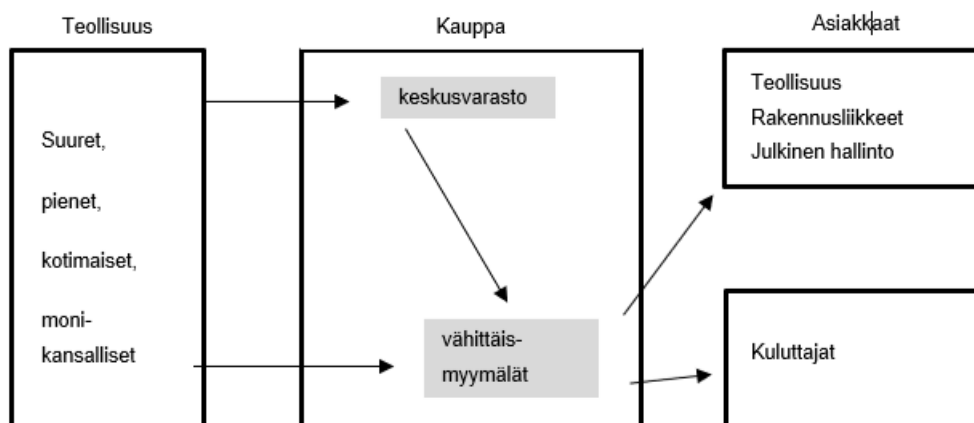 Teollisuus
Kauppa
Asiakkaat
Suuret,
pienet,
kotimaiset,
moni-
kansalliset
keskusvarasto
vähittäis-
myymälät
Teollisuus
Rakennusliikkeet
Julkinen hallinto
Kuluttajat